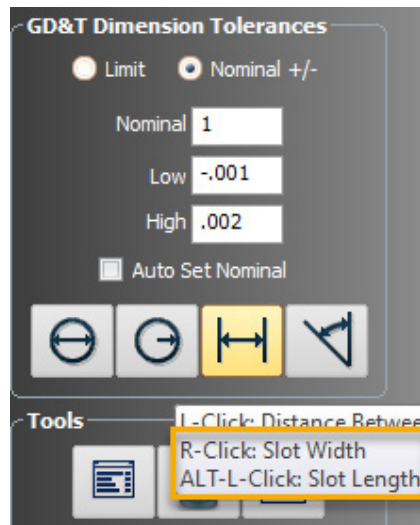 GD&T Dimension Tolerances
Limit Nominal +/-
Nominal 1
Low -.001
High .002
Auto Set Nominal
Tools
L-Click: Distance Betwee
R-Click: Slot Width
ALT-L-Click: Slot Length